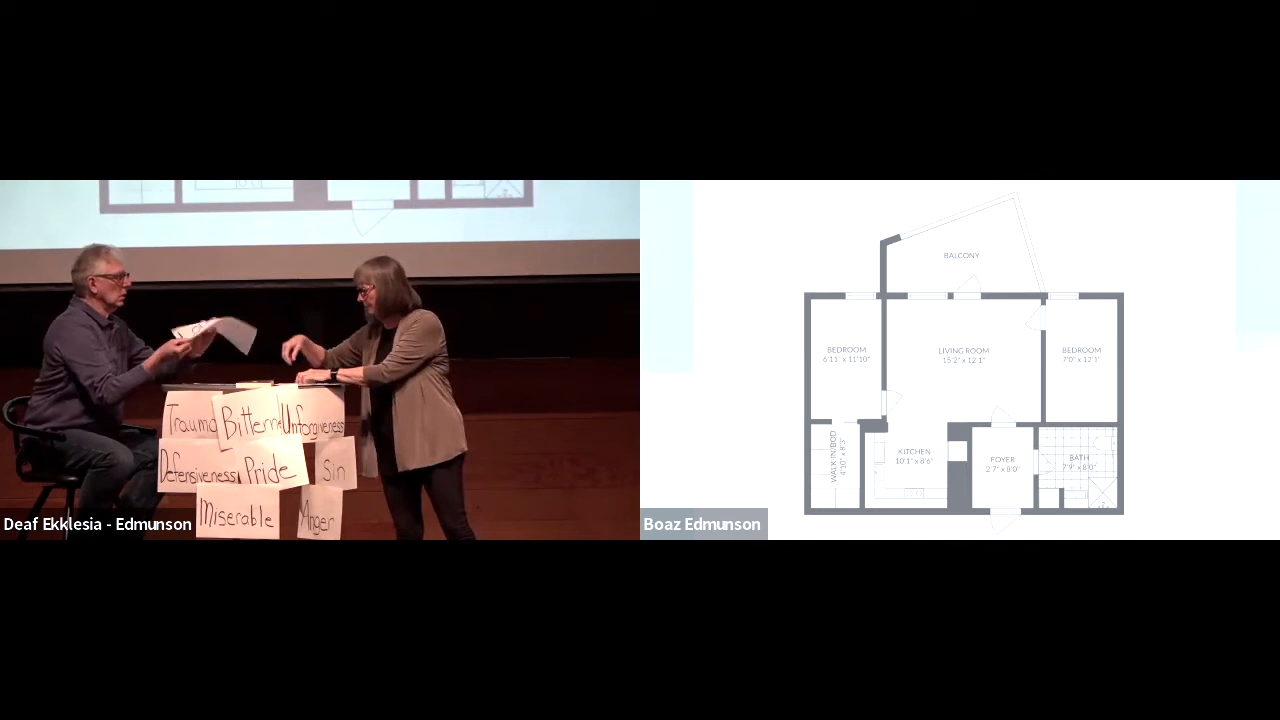 Trauma
Unforgiveness
Defensiveness
Pride
Sin
Miserable
Anger
Deaf Ekklesia - Edmunson
BALCONY
BEDROOM
6'11" x 11'10"
LIVING ROOM
15'2" x 12'1"
BEDROOM
7'0" x 12'1"
WALK IN/BOD
4'10" x 8'3"
KITCHEN
10'1" x 8'6"
FOYER
2'7" x 8'0"
BATH
7'9" x 8'0"
Boaz Edmunson